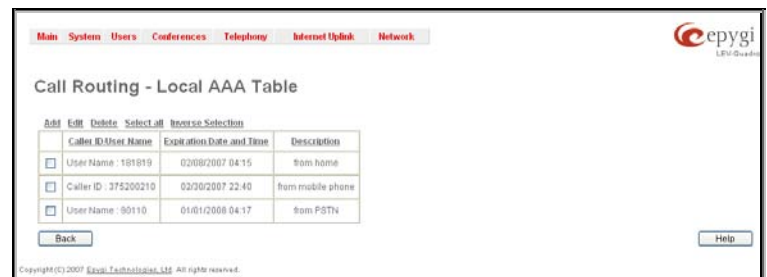 Main System Users Conferences Telephony Internet Uplink Network
epygi
Call Routing - Local AAA Table
Add Edit Delete Select all Inverse Selection
Caller ID/User Name Expiration Date and Time Description
User Name : 181819 02/08/2007 04:15 from home
Caller ID : 375200210 02/30/2007 22:40 from mobile phone
User Name : 60110 01/01/2008 04:17 from PSTN
Back Help
Copyright (C) 2007 Epygi Technologies, Ltd. All rights reserved.